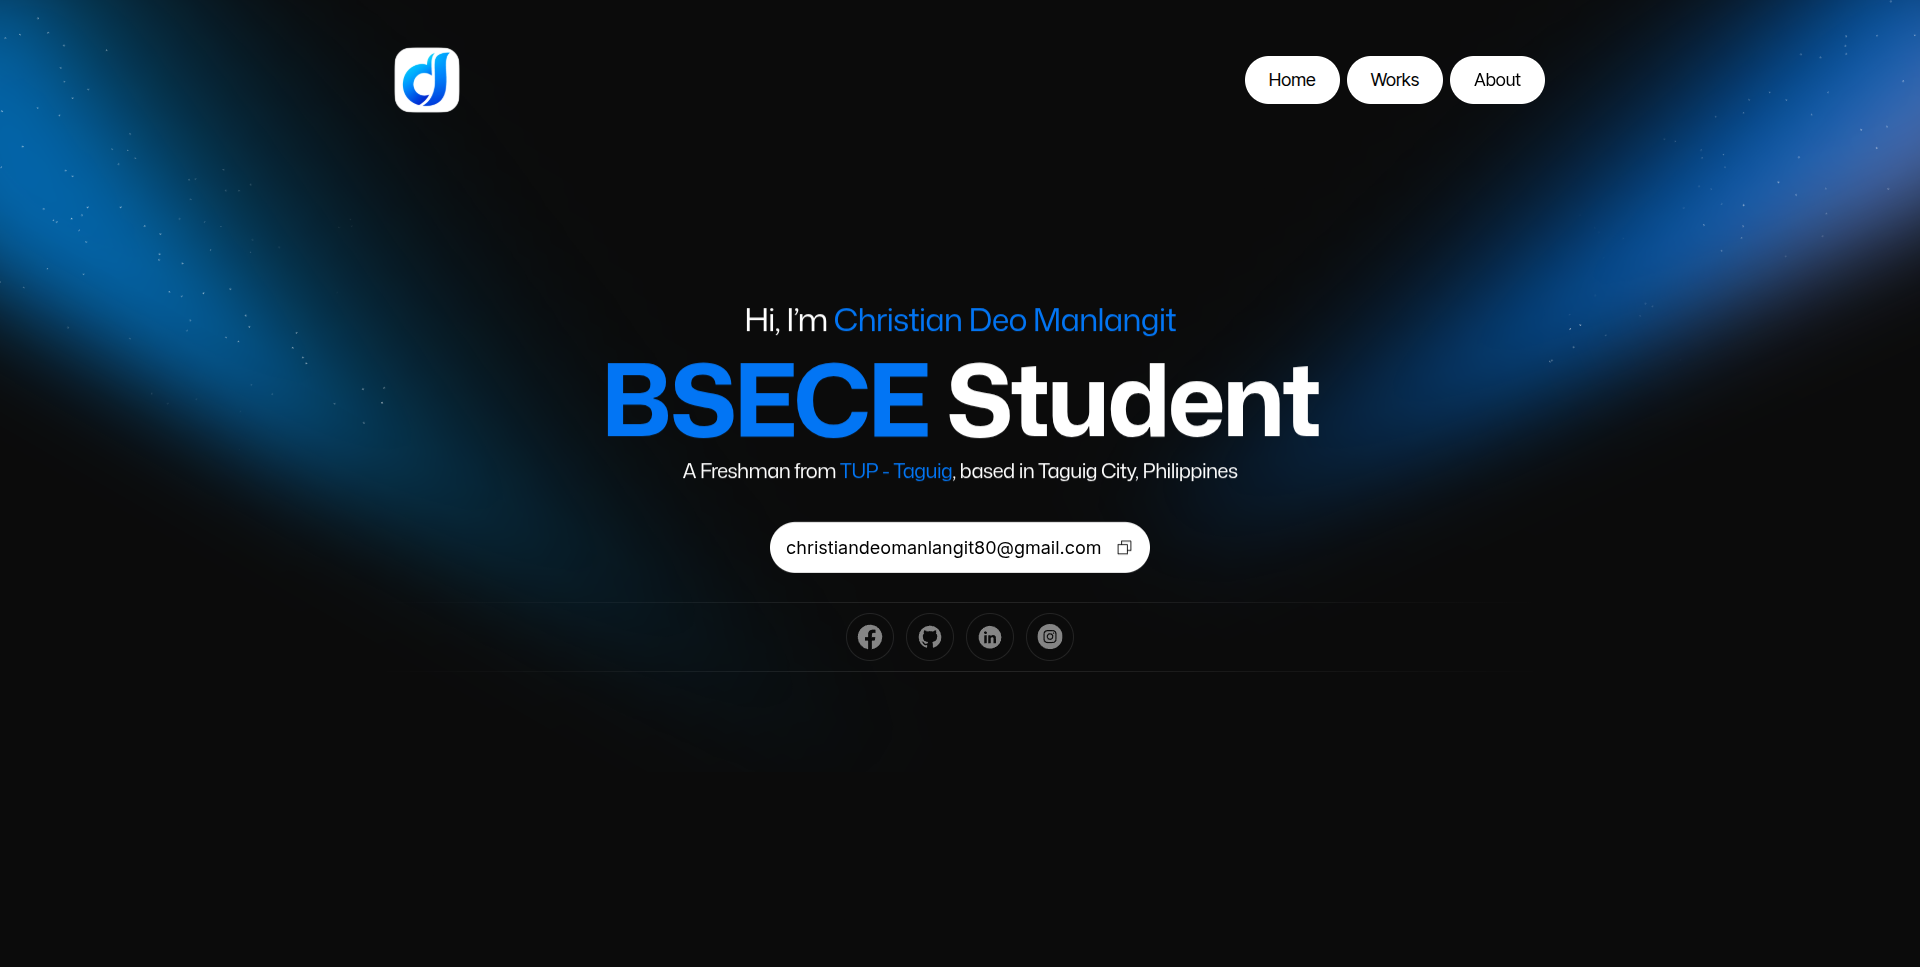 Home Works About
Hi, I’m Christian Deo Manlangit
BSECE Student
A Freshman from TUP - Taguig, based in Taguig City, Philippines
christiandeomanlangit80@gmail.com